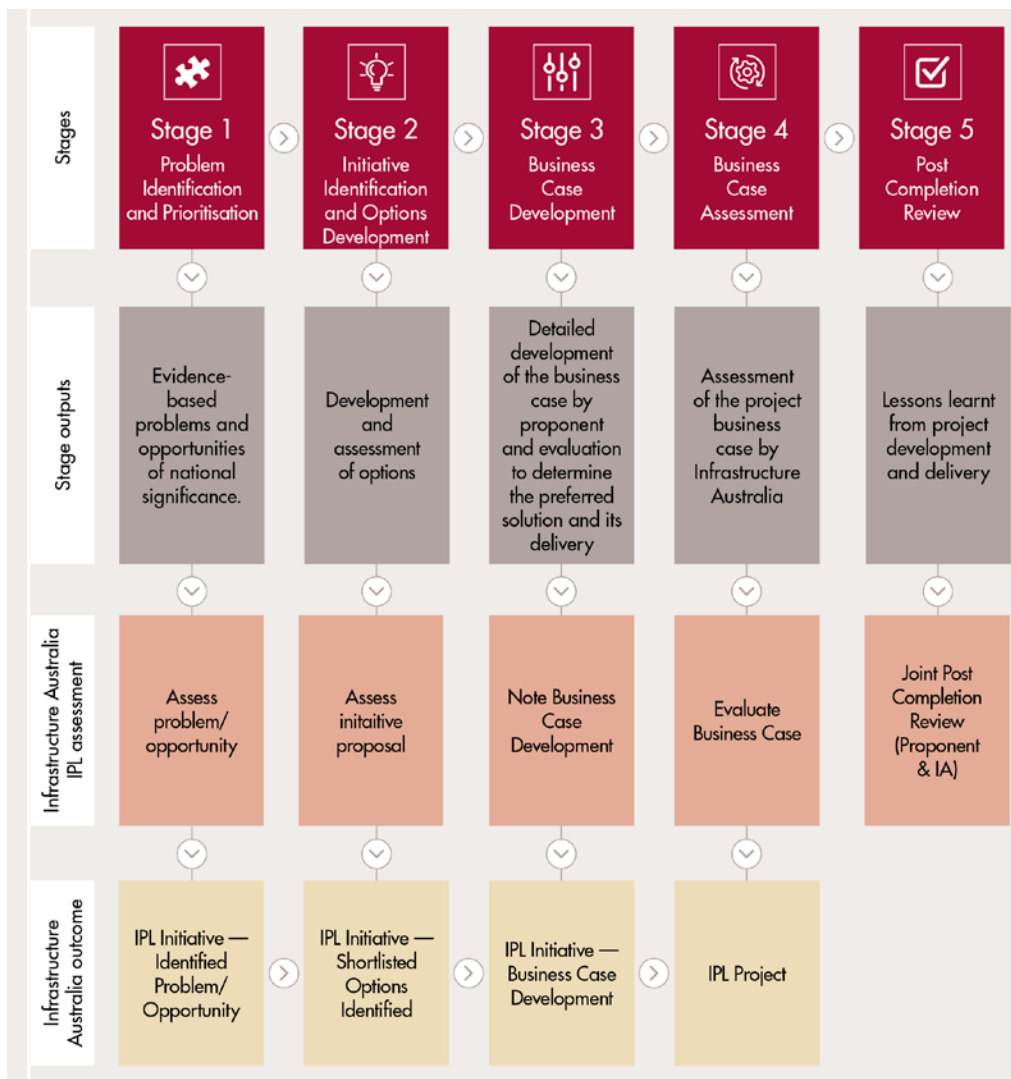 Stages
Stage 1
Problem
Identification
and Prioritisation
Stage 2
Initiative
Identification
and Options
Development
Stage 3
Business
Case
Development
Stage 4
Business
Case
Assessment
Stage 5
Post
Completion
Review
Stage outputs
Evidence-
based
problems and
opportunities
of national
significance.
Development
and
assessment
of options
Detailed
development
of the business
case by
proponent
and evaluation
to determine
the preferred
solution and its
delivery
Assessment
of the project
business
case by
Infrastructure
Australia
Lessons learnt
from project
development
and delivery
Infrastructure Australia
IPL assessment
Assess
problem/
opportunity
Assess
initaitive
proposal
Note Business
Case
Development
Evaluate
Business Case
Joint Post
Completion
Review
(Proponent
& IA)
Infrastructure
Australia outcome
IPL Initiative —
Identified
Problem/
Opportunity
IPL Initiative —
Shortlisted
Options
Identified
IPL Initiative —
Business Case
Development
IPL Project